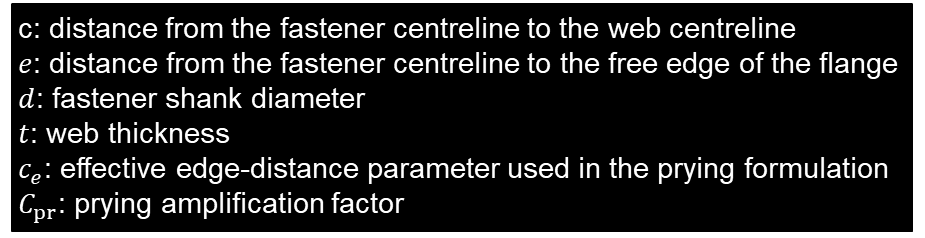 c: distance from the fastener centreline to the web centreline
e: distance from the fastener centreline to the free edge of the flange
d: fastener shank diameter
t: web thickness
cₑ: effective edge-distance parameter used in the prying formulation
C_pr: prying amplification factor